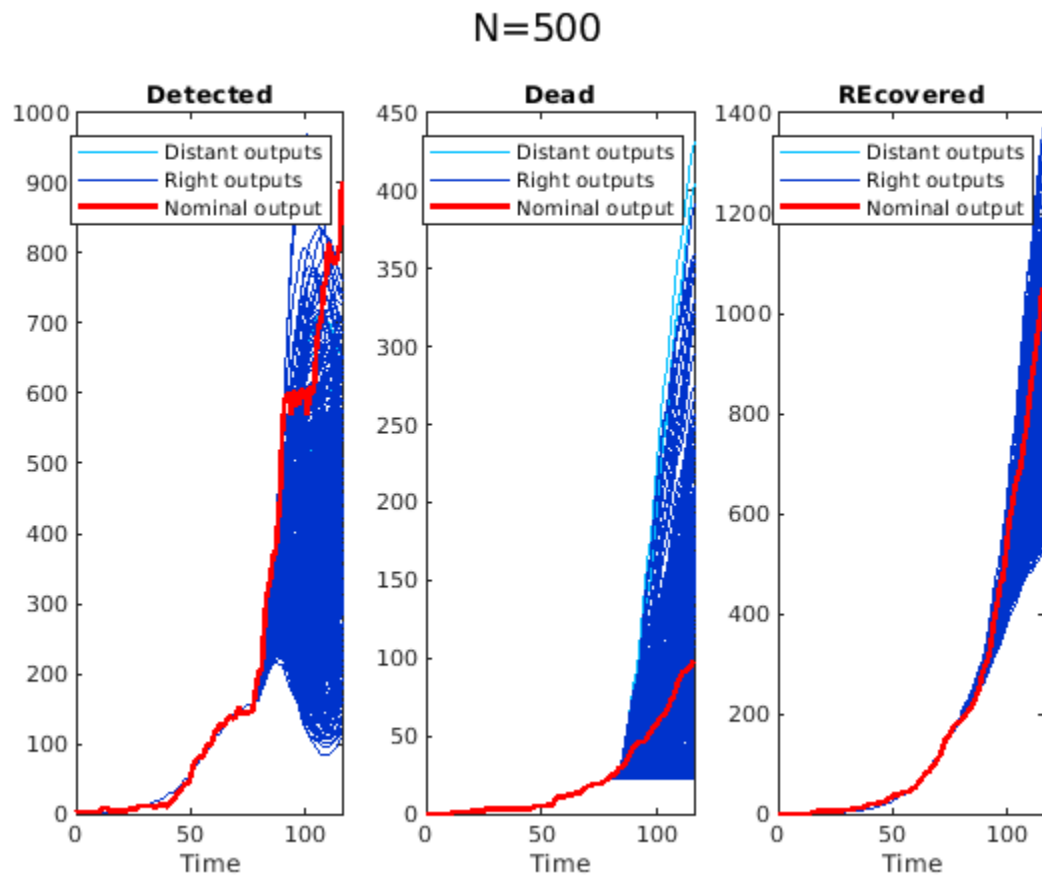 N=500
Detected
1000
900
800
700
600
500
400
300
200
100
0
0 50 100
Time
Distant outputs
Right outputs
Nominal output
Dead
450
400
350
300
250
200
150
100
50
0
0 50 100
Time
Distant outputs
Right outputs
Nominal output
REcovered
1400
1200
1000
800
600
400
200
0
0 50 100
Time
Distant outputs
Right outputs
Nominal output